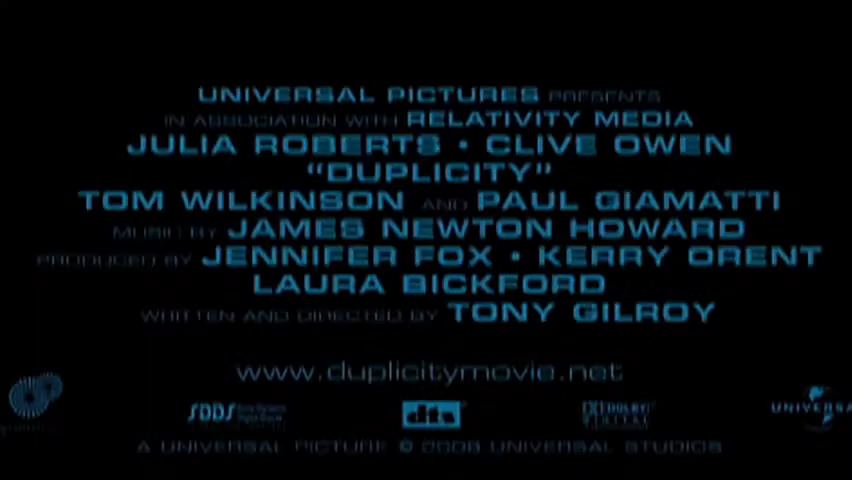 UNIVERSAL PICTURES PRESENTS
IN ASSOCIATION WITH RELATIVITY MEDIA
JULIA ROBERTS • CLIVE OWEN
"DUPLICITY"
TOM WILKINSON AND PAUL GIAMATTI
MUSIC BY JAMES NEWTON HOWARD
PRODUCED BY JENNIFER FOX • KERRY ORENT
LAURA BICKFORD
WRITTEN AND DIRECTED BY TONY GILROY
www.duplicitymovie.net
SDDS dts DOLBY DIGITAL UNIVERSA
A UNIVERSAL PICTURE © 2008 UNIVERSAL STUDIOS